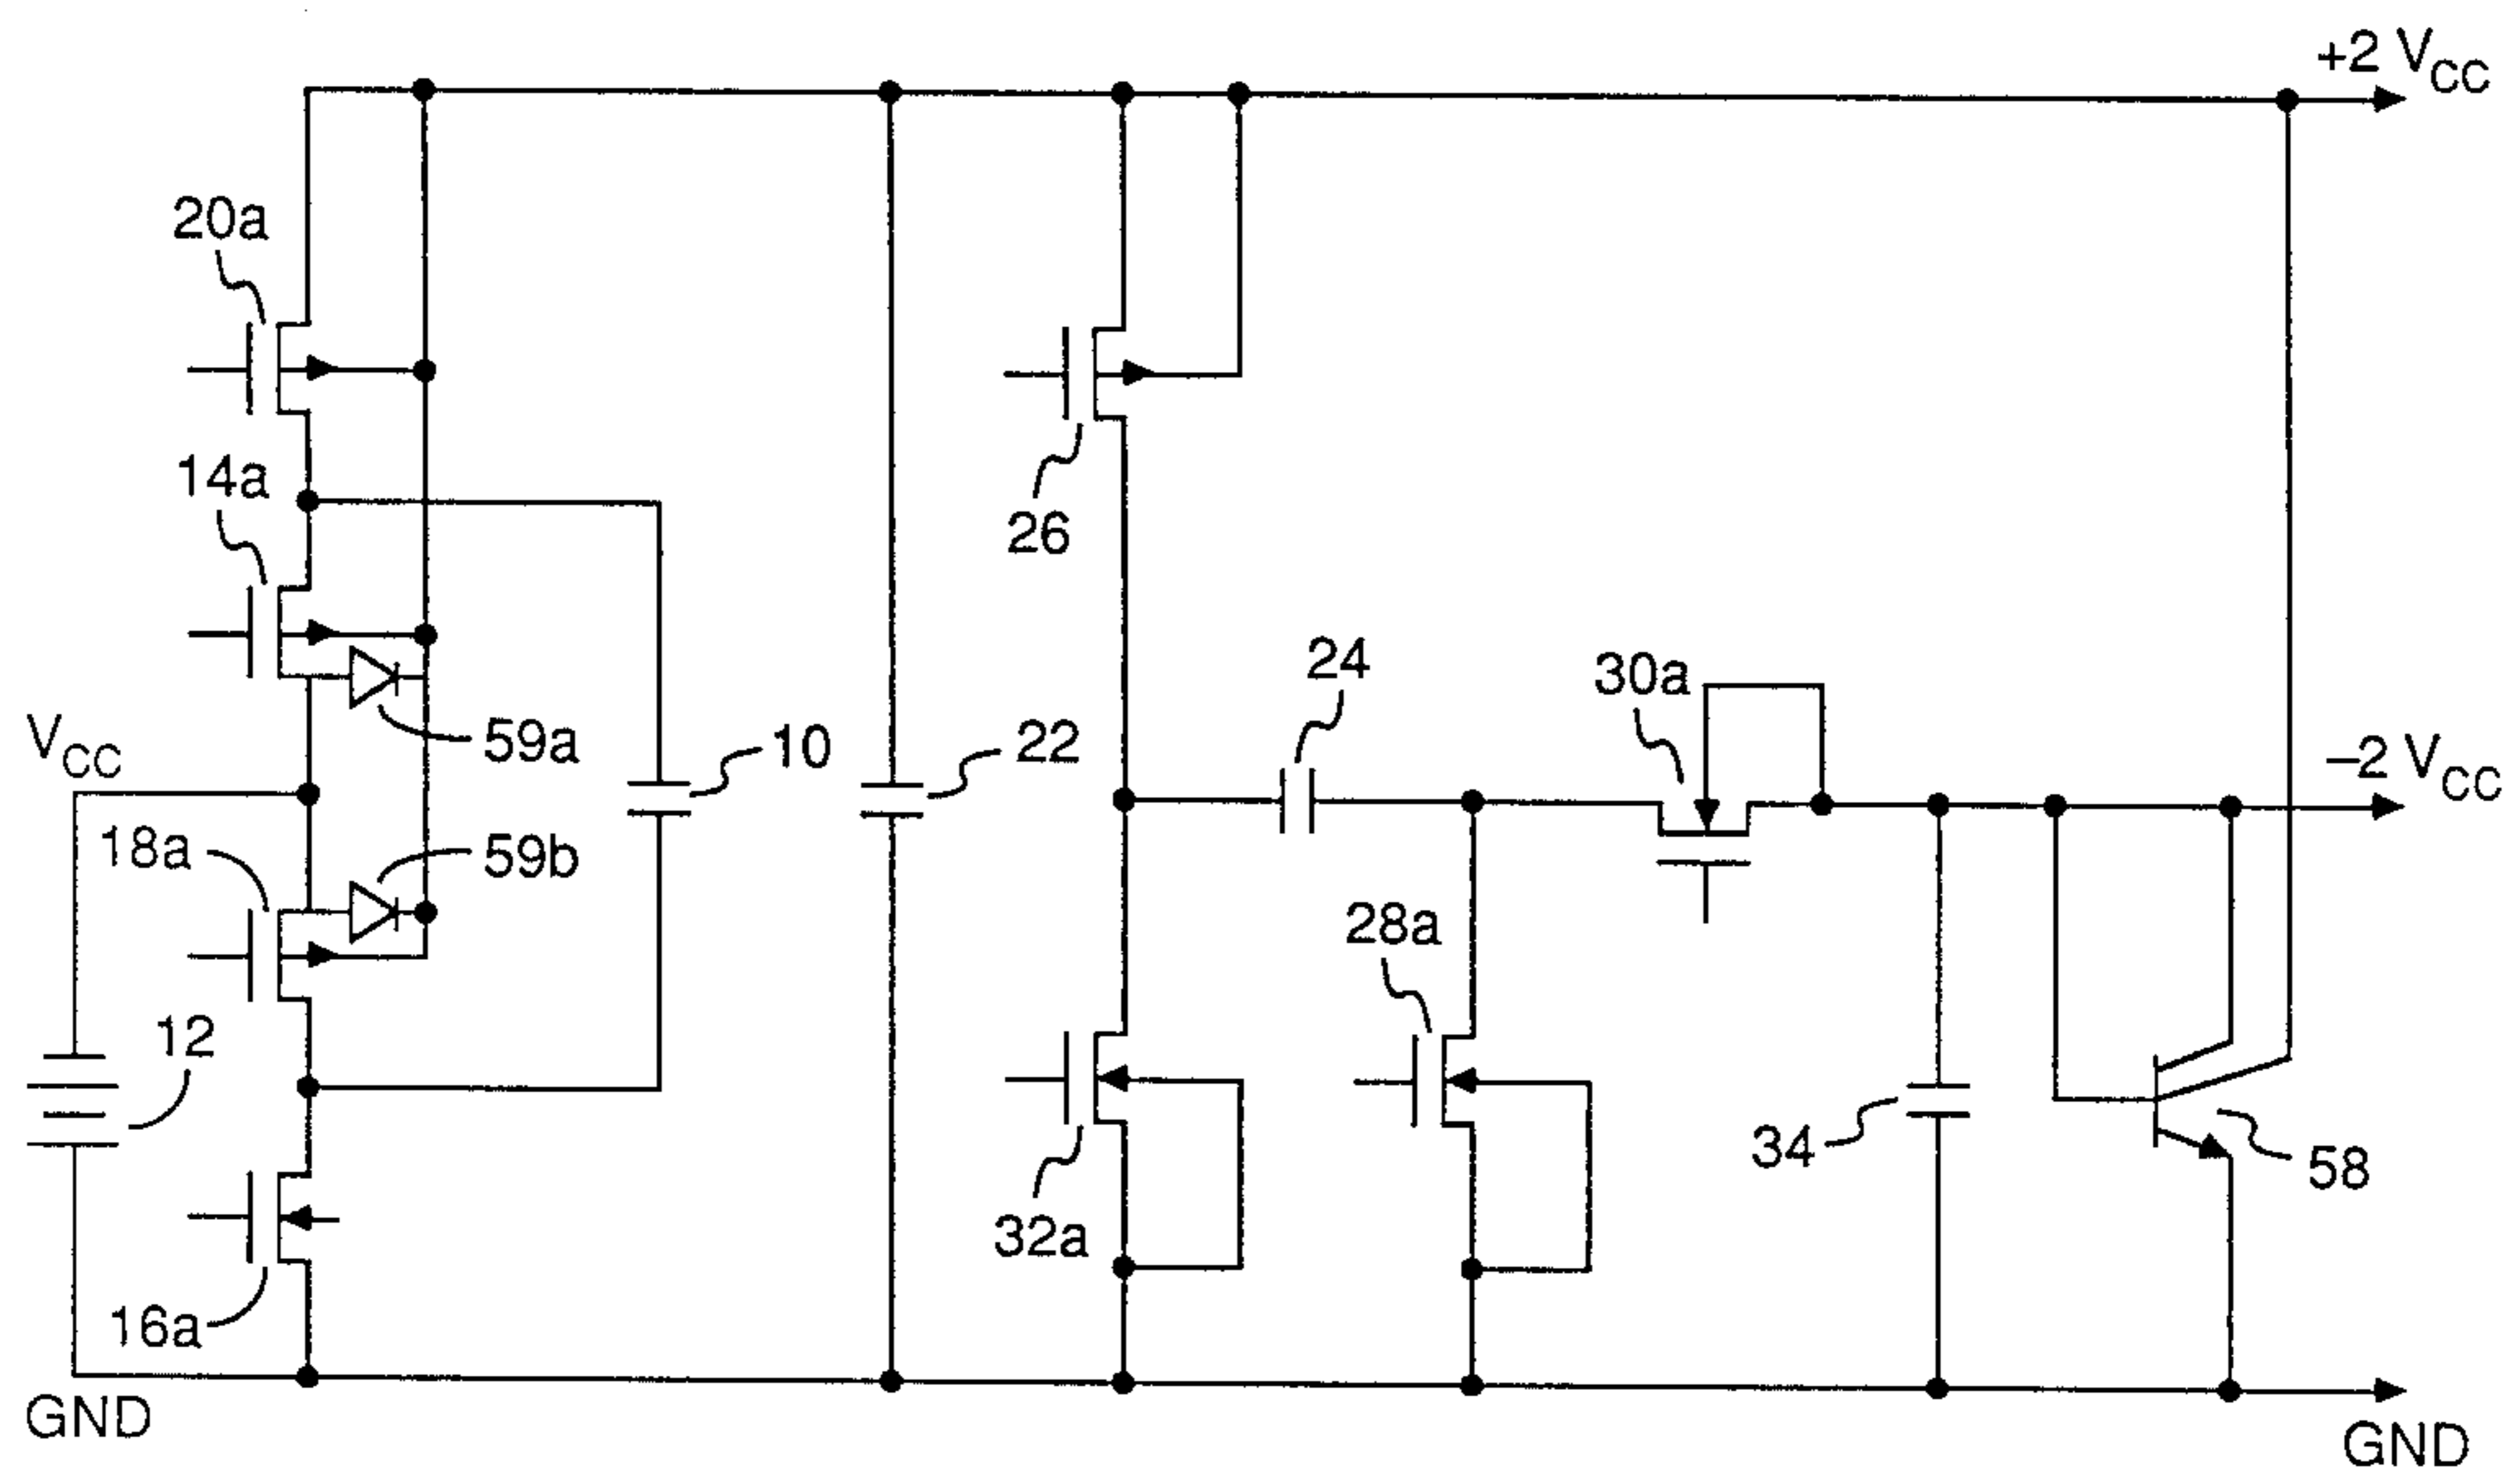 +2 VCC
20a
14a
26
24
30a
59a
VCC
10
22
−2 VCC
18a
59b
28a
12
34
58
32a
16a
GND
GND